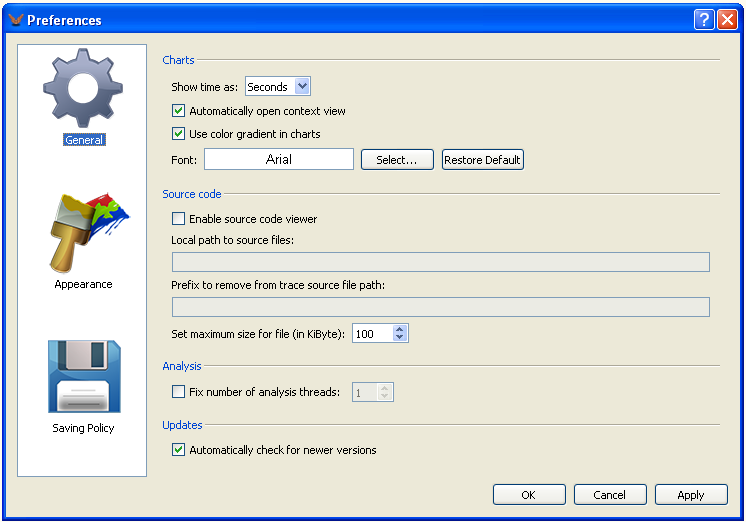 Preferences
General
Appearance
Saving Policy
Charts
Show time as: Seconds
Automatically open context view
Use color gradient in charts
Font: Arial Select... Restore Default
Source code
Enable source code viewer
Local path to source files:
Prefix to remove from trace source file path:
Set maximum size for file (in KiByte): 100
Analysis
Fix number of analysis threads: 1
Updates
Automatically check for newer versions
OK Cancel Apply